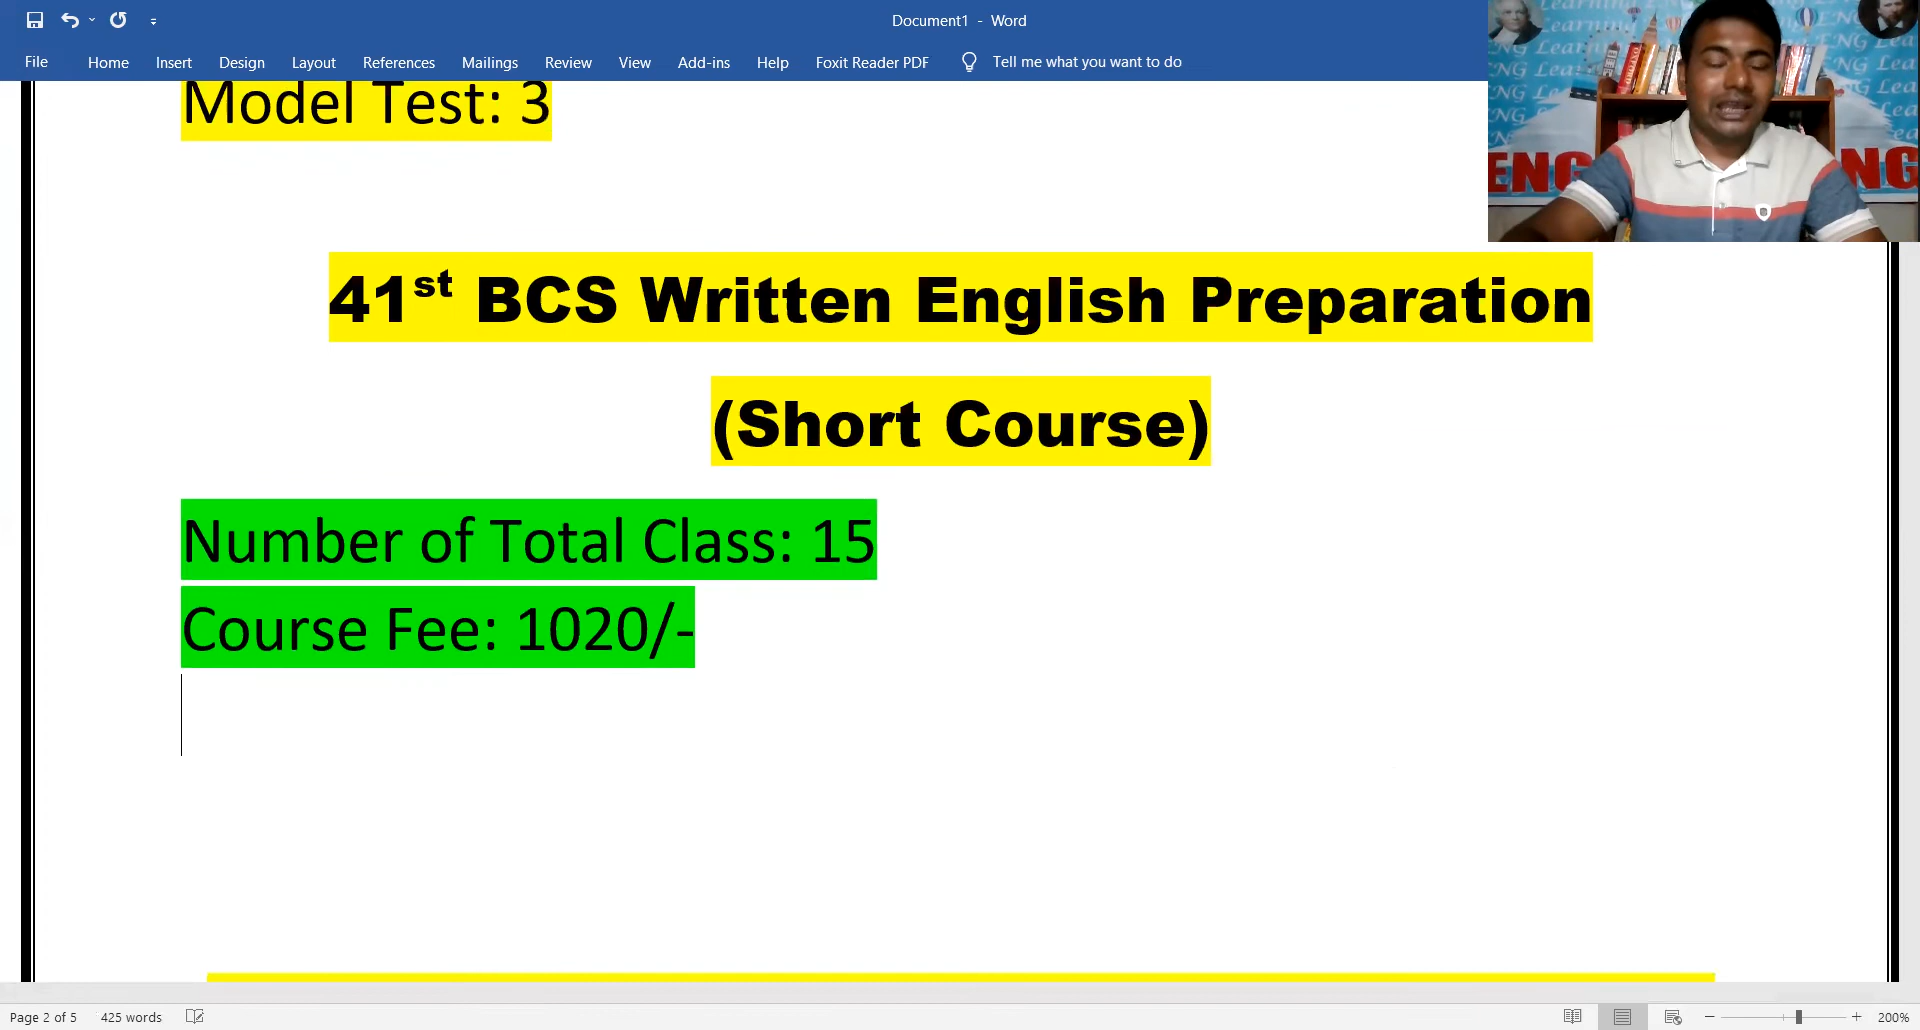 Document1 - Word
File Home Insert Design Layout References Mailings Review View Add-ins Help Foxit Reader PDF Tell me what you want to do
Model Test: 3
41st BCS Written English Preparation
(Short Course)
Number of Total Class: 15
Course Fee: 1020/-
ENG
Page 2 of 5 425 words
200%